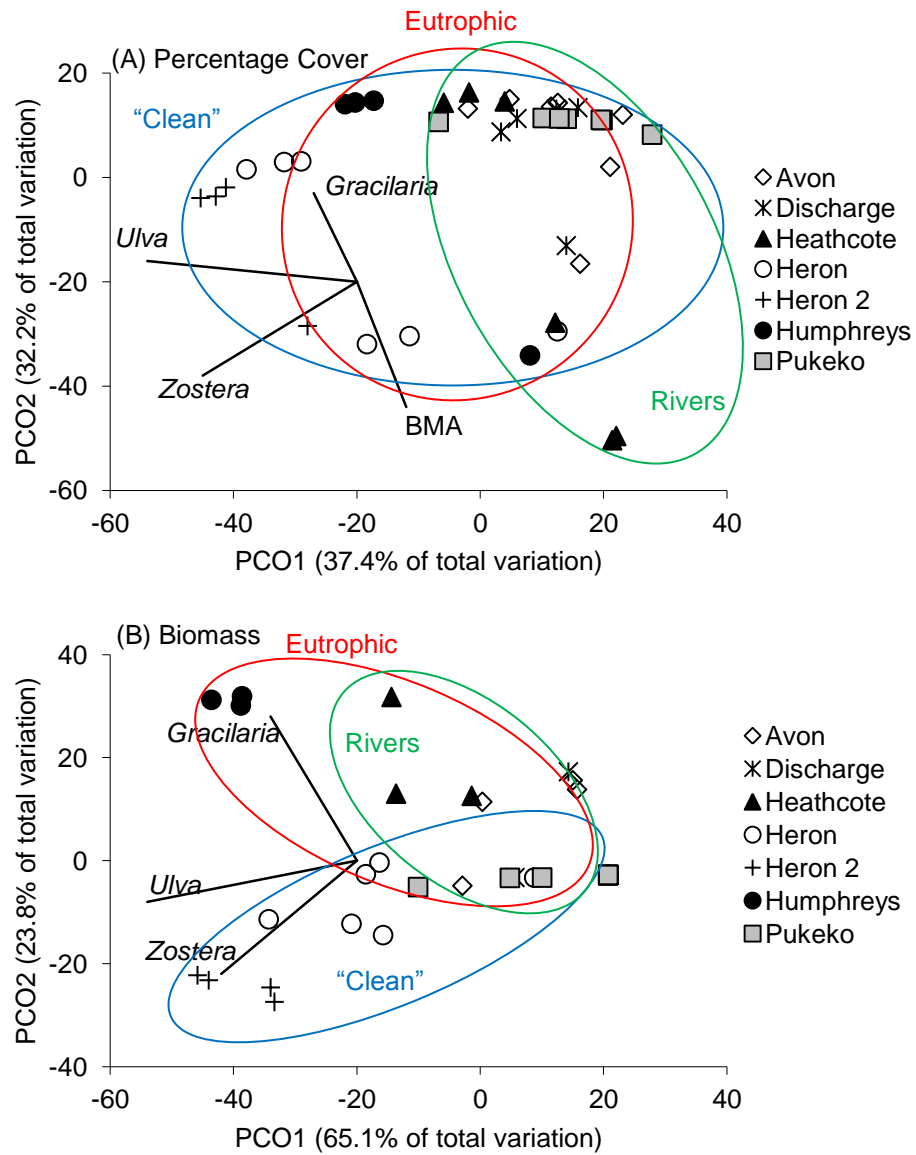 Eutrophic
(A) Percentage Cover
20
"Clean"
0
Gracilaria
Ulva
-20
Zostera
-40
BMA
Rivers
-60
-60 -40 -20 0 20 40
PCO1 (37.4% of total variation)
PCO2 (32.2% of total variation)
Avon
Discharge
Heathcote
Heron
Heron 2
Humphreys
Pukeko
(B) Biomass
Eutrophic
40
20
Gracilaria
Rivers
0
Ulva
Zostera
-20
"Clean"
-40
-60 -40 -20 0 20 40
PCO1 (65.1% of total variation)
PCO2 (23.8% of total variation)
Avon
Discharge
Heathcote
Heron
Heron 2
Humphreys
Pukeko